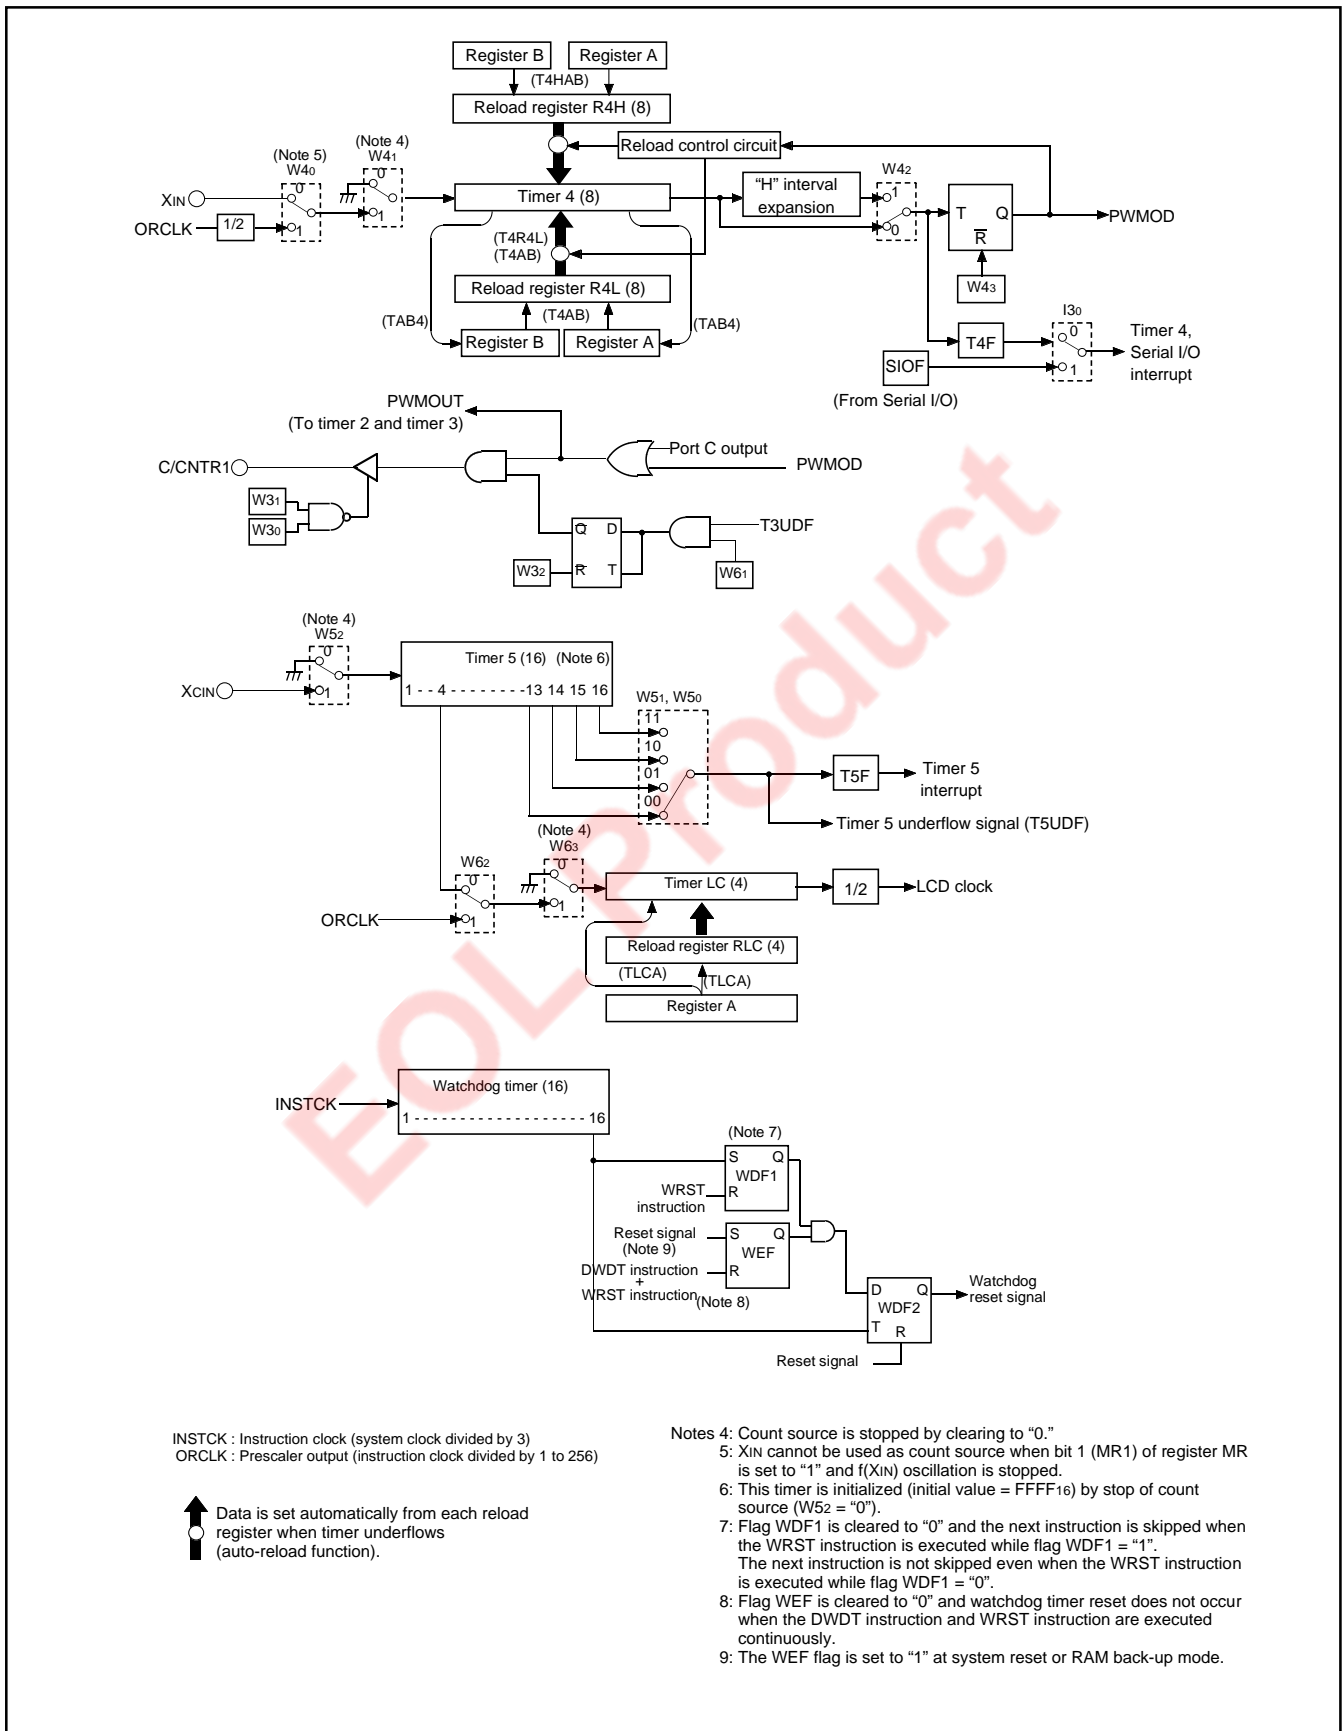 Register B Register A
(T4HAB)
Reload register R4H (8)
Reload control circuit
(Note 5)
W40
(Note 4)
W41
XIN
0
1
ORCLK
1/2
0
1
Timer 4 (8)
"H" interval
expansion
W42
1
0
T Q
R
PWMOD
W43
(T4R4L)
(T4AB)
Reload register R4L (8)
(TAB4)
(T4AB)
(TAB4)
Register B Register A
I30
0
1
T4F
SIOF
(From Serial I/O)
Timer 4,
Serial I/O
interrupt
PWMOUT
(To timer 2 and timer 3)
Port C output
PWMOD
C/CNTR1
W31
W30
Q D
R T
W32
T3UDF
W61
(Note 4)
W52
0
1
XCIN
Timer 5 (16) (Note 6)
1 - - 4 - - - - - - - - -13 14 15 16
W51, W50
11
10
01
00
T5F
Timer 5
interrupt
Timer 5 underflow signal (T5UDF)
W62
0
1
(Note 4)
W63
0
1
ORCLK
Timer LC (4)
1/2
LCD clock
Reload register RLC (4)
(TLCA)
(TLCA)
Register A
INSTCK
Watchdog timer (16)
1 - - - - - - - - - - - - - - - - - - - 16
(Note 7)
S Q
WDF1
R
WRST
instruction
Reset signal
(Note 9)
S Q
WEF
R
DWDT instruction
+
WRST instruction
(Note 8)
D Q
WDF2
T R
Watchdog
reset signal
Reset signal
INSTCK : Instruction clock (system clock divided by 3)
ORCLK : Prescaler output (instruction clock divided by 1 to 256)
Data is set automatically from each reload
register when timer underflows
(auto-reload function).
Notes 4: Count source is stopped by clearing to "0."
5: XIN cannot be used as count source when bit 1 (MR1) of register MR
is set to "1" and f(XIN) oscillation is stopped.
6: This timer is initialized (initial value = FFFF16) by stop of count
source (W52 = "0").
7: Flag WDF1 is cleared to "0" and the next instruction is skipped when
the WRST instruction is executed while flag WDF1 = "1".
The next instruction is not skipped even when the WRST instruction
is executed while flag WDF1 = "0".
8: Flag WEF is cleared to "0" and watchdog timer reset does not occur
when the DWDT instruction and WRST instruction are executed
continuously.
9: The WEF flag is set to "1" at system reset or RAM back-up mode.
EOL Product